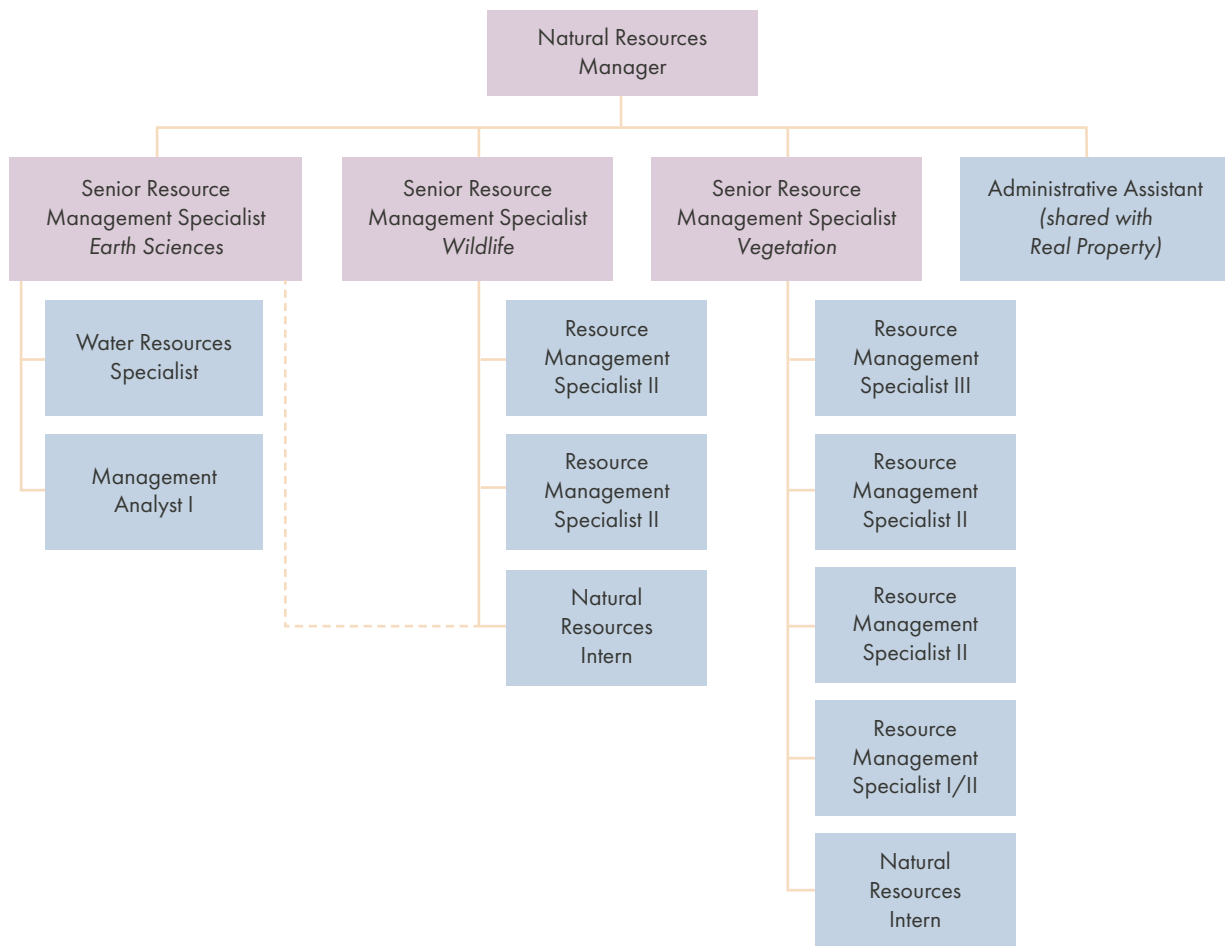 Natural Resources
Manager
Senior Resource
Management Specialist
Earth Sciences
Senior Resource
Management Specialist
Wildlife
Senior Resource
Management Specialist
Vegetation
Administrative Assistant
(shared with
Real Property)
Water Resources
Specialist
Management
Analyst I
Resource
Management
Specialist II
Resource
Management
Specialist II
Natural
Resources
Intern
Resource
Management
Specialist III
Resource
Management
Specialist II
Resource
Management
Specialist II
Resource
Management
Specialist I/II
Natural
Resources
Intern